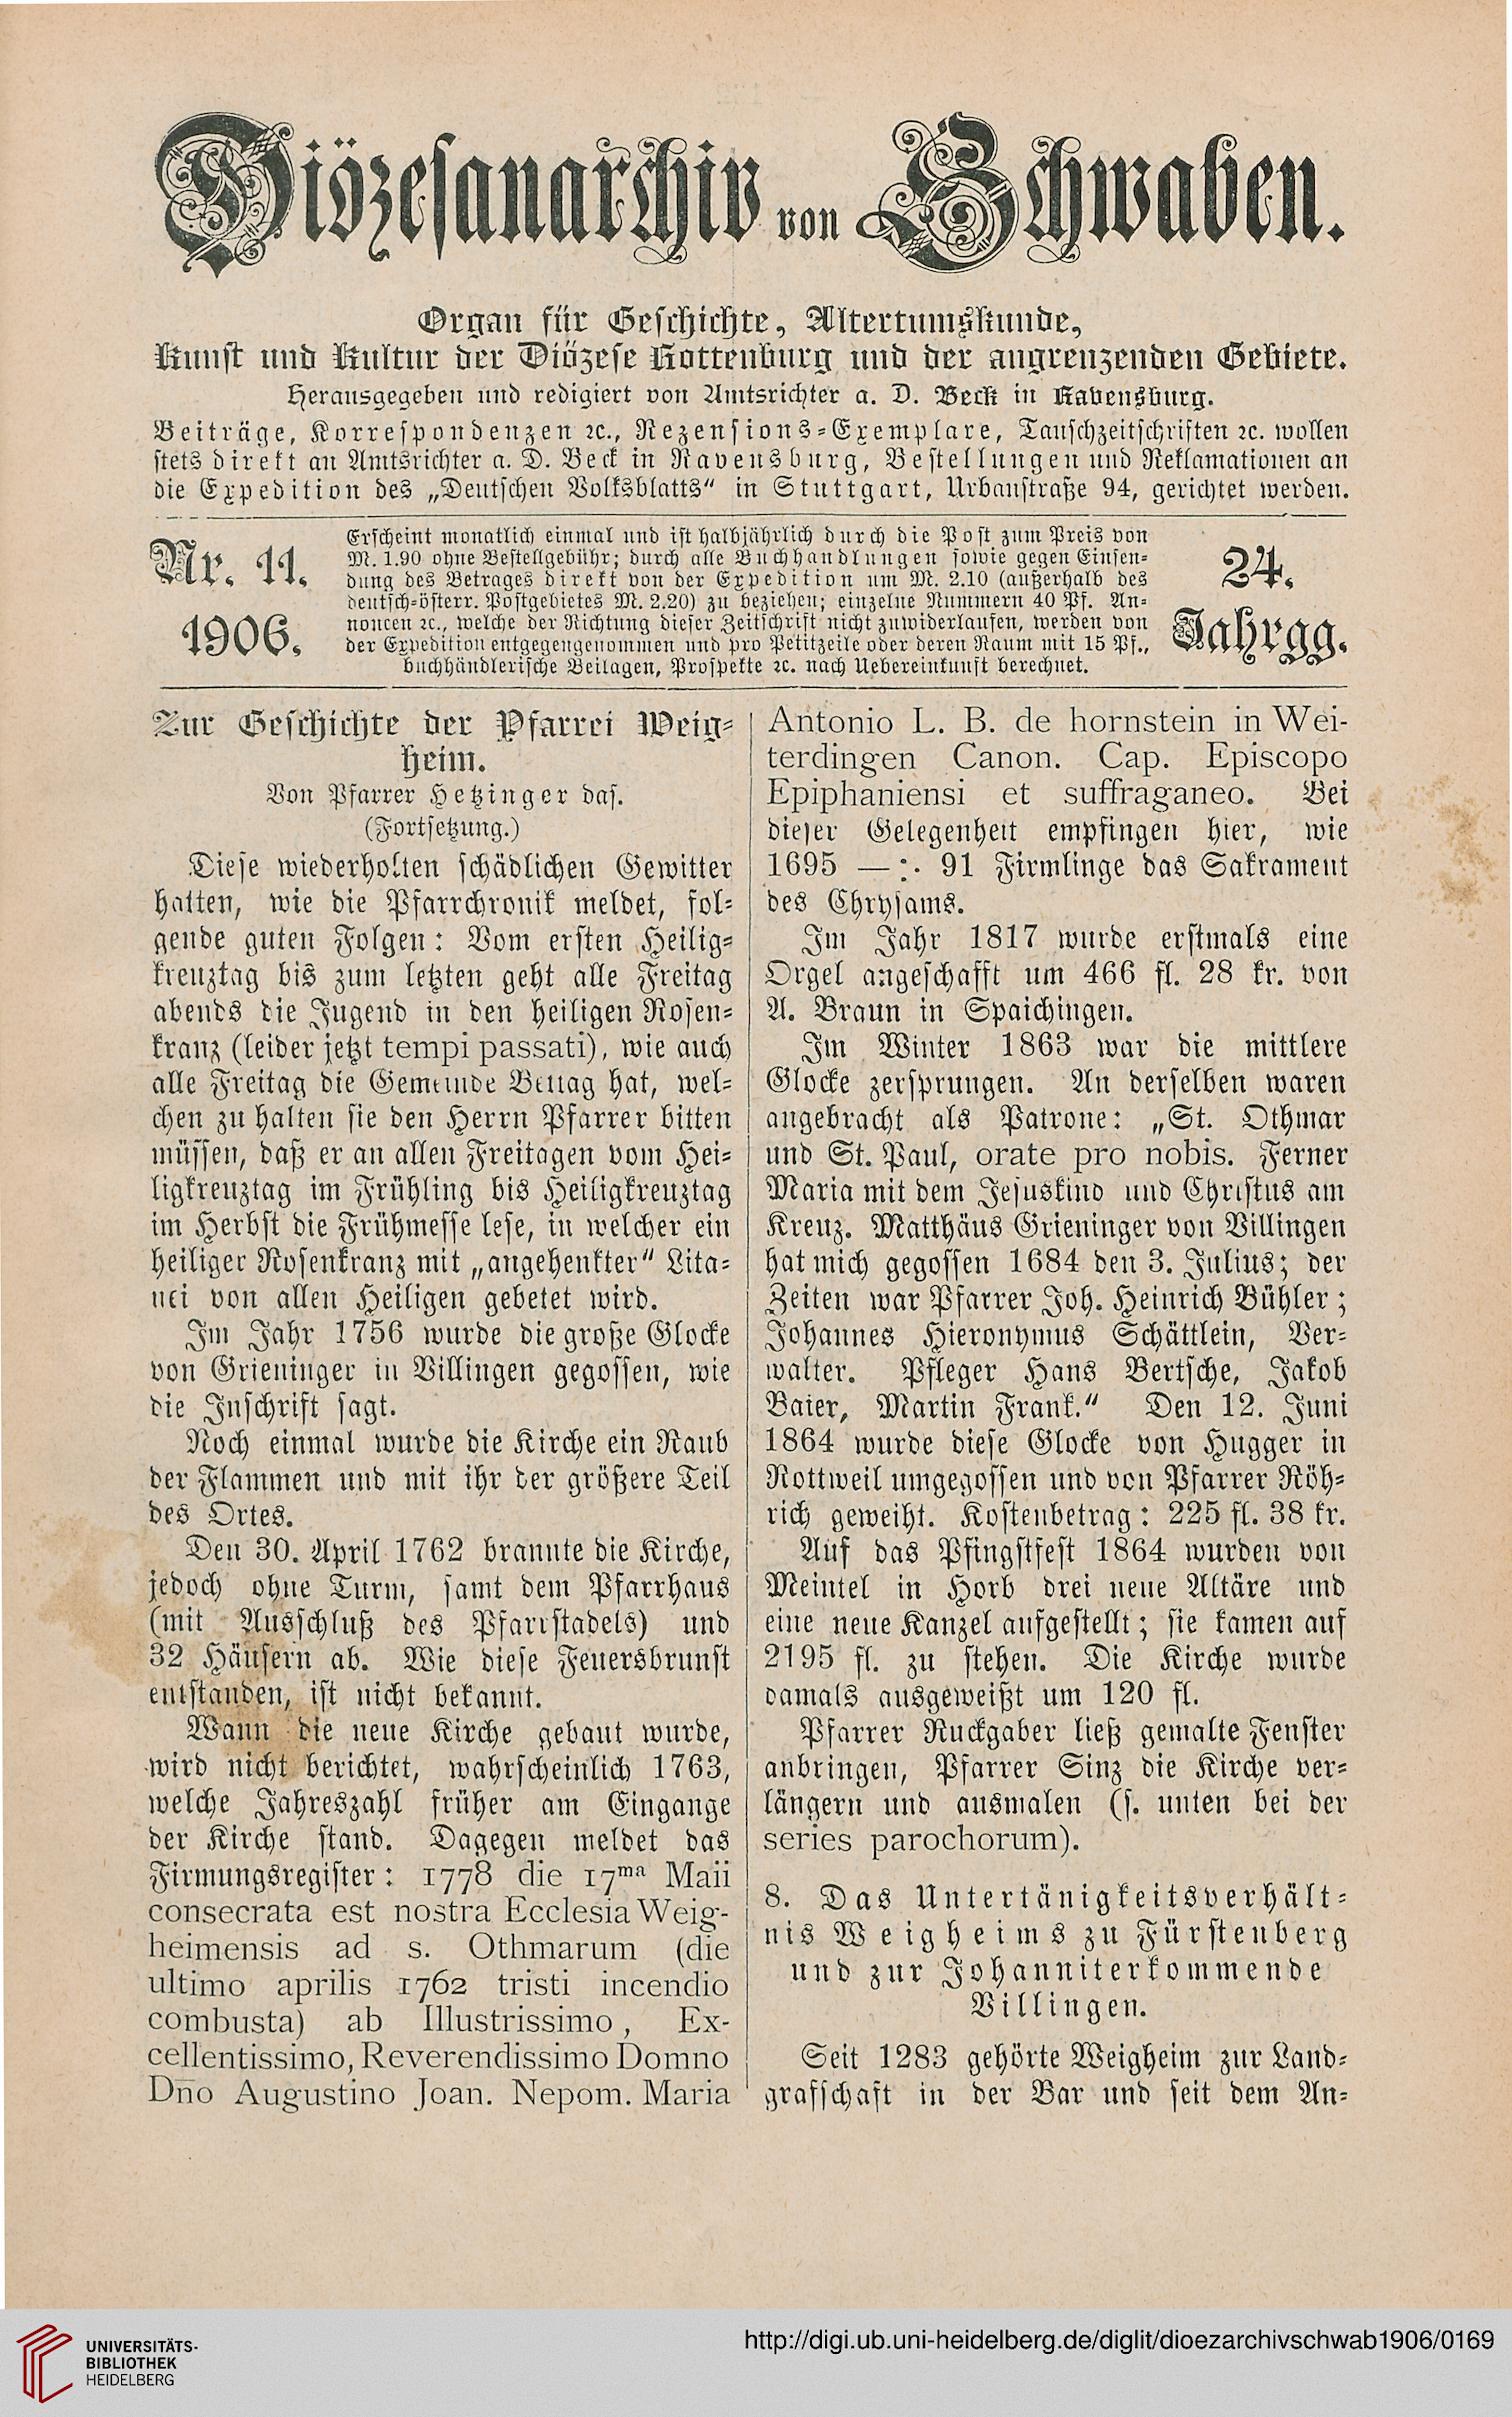 Diözesanarchiv von Schwaben.
Organ für Geschichte, Altertumskunde,
Kunst und Kultur der Diözese Rottenburg und der angrenzenden Gebiete.
Herausgegeben und redigiert von Amtsrichter a. D. Beck in Ravensburg.
Beiträge, Korrespondenzen ꝛc., Rezensions-Exemplare, Tauschzeitschriften ꝛc. wollen
stets direkt an Amtsrichter a. D. Beck in Ravensburg, Bestellungen und Reklamationen an
die Expedition des „Deutschen Volksblatts" in Stuttgart, Urbanstraße 94, gerichtet werden.
Nr. 11.
1906.
Erscheint monatlich einmal und ist halbjährlich durch die Post zum Preis von
M. 1.90 ohne Bestellgebühr; durch alle Buchhandlungen sowie gegen Einsen-
dung des Betrages direkt von der Expedition um M. 2.10 (außerhalb des
deutsch-österr. Postgebietes M. 2.20) zu beziehen; einzelne Nummern 40 Pf. An-
noncen ꝛc., welche der Richtung dieser Zeitschrift nicht zuwiderlaufen, werden von
der Expedition entgegengenommen und pro Petitzeile oder deren Raum mit 15 Pf.,
buchhändlerische Beilagen, Prospekte ꝛc. nach Uebereinkunft berechnet.
24.
Jahrgg.
Zur Geschichte der Pfarrei Weig-
heim.
Von Pfarrer Hetzinger das.
(Fortsetzung.)
Diese wiederholten schädlichen Gewitter
hatten, wie die Pfarrchronik meldet, fol-
gende guten Folgen: Vom ersten Heilig-
kreuztag bis zum letzten geht alle Freitag
abends die Jugend in den heiligen Rosen-
kranz (leider jetzt tempi passati), wie auch
alle Freitag die Gemeinde Bettag hat, wel-
chen zu halten sie den Herrn Pfarrer bitten
müssen, daß er an allen Freitagen vom Hei-
ligkreuztag im Frühling bis Heiligkreuztag
im Herbst die Frühmesse lese, in welcher ein
heiliger Rosenkranz mit „angehenkter" Lita-
nei von allen Heiligen gebetet wird.
Im Jahr 1756 wurde die große Glocke
von Grieninger in Villingen gegossen, wie
die Inschrift sagt.
Noch einmal wurde die Kirche ein Raub
der Flammen und mit ihr der größere Teil
des Ortes.
Den 30. April 1762 brannte die Kirche,
jedoch ohne Turm, samt dem Pfarrhaus
(mit Ausschluß des Pfarrstadels) und
32 Häusern ab. Wie diese Feuersbrunst
entstanden, ist nicht bekannt.
Wann die neue Kirche gebaut wurde,
wird nicht berichtet, wahrscheinlich 1763,
welche Jahreszahl früher am Eingange
der Kirche stand. Dagegen meldet das
Firmungsregister: 1778 die 17ᵐᵃ Maii
consecrata est nostra Ecclesia Weig-
heimensis ad s. Othmarum (die
ultimo aprilis 1762 tristi incendio
combusta) ab Illustrissimo, Ex-
cellentissimo, Reverendissimo Domno
Dn̄o Augustino Joan. Nepom. Maria
Antonio L. B. de hornstein in Wei-
terdingen Canon. Cap. Episcopo
Epiphaniensi et suffraganeo. Bei
dieser Gelegenheit empfingen hier, wie
1695 — : · 91 Firmlinge das Sakrament
des Chrysams.
Im Jahr 1817 wurde erstmals eine
Orgel angeschafft um 466 fl. 28 kr. von
A. Braun in Spaichingen.
Im Winter 1863 war die mittlere
Glocke zersprungen. An derselben waren
angebracht als Patrone: „St. Othmar
und St. Paul, orate pro nobis. Ferner
Maria mit dem Jesuskind und Christus am
Kreuz. Matthäus Grieninger von Villingen
hat mich gegossen 1684 den 3. Julius; der
Zeiten war Pfarrer Joh. Heinrich Bühler;
Johannes Hieronymus Schättlein, Ver-
walter. Pfleger Hans Bertsche, Jakob
Baier, Martin Frank." Den 12. Juni
1864 wurde diese Glocke von Hugger in
Rottweil umgegossen und von Pfarrer Röh-
rich geweiht. Kostenbetrag: 225 fl. 38 kr.
Auf das Pfingstfest 1864 wurden von
Meintel in Horb drei neue Altäre und
eine neue Kanzel aufgestellt; sie kamen auf
2195 fl. zu stehen. Die Kirche wurde
damals ausgeweißt um 120 fl.
Pfarrer Ruckgaber ließ gemalte Fenster
anbringen, Pfarrer Sinz die Kirche ver-
längern und ausmalen (s. unten bei der
series parochorum).
8. Das Untertänigkeitsverhält-
nis Weigheims zu Fürstenberg
und zur Johanniterkommende
Villingen.
Seit 1283 gehörte Weigheim zur Land-
grafschaft in der Bar und seit dem An-
UNIVERSITÄTS-
BIBLIOTHEK
HEIDELBERG
http://digi.ub.uni-heidelberg.de/diglit/dioezarchivschwab1906/0169